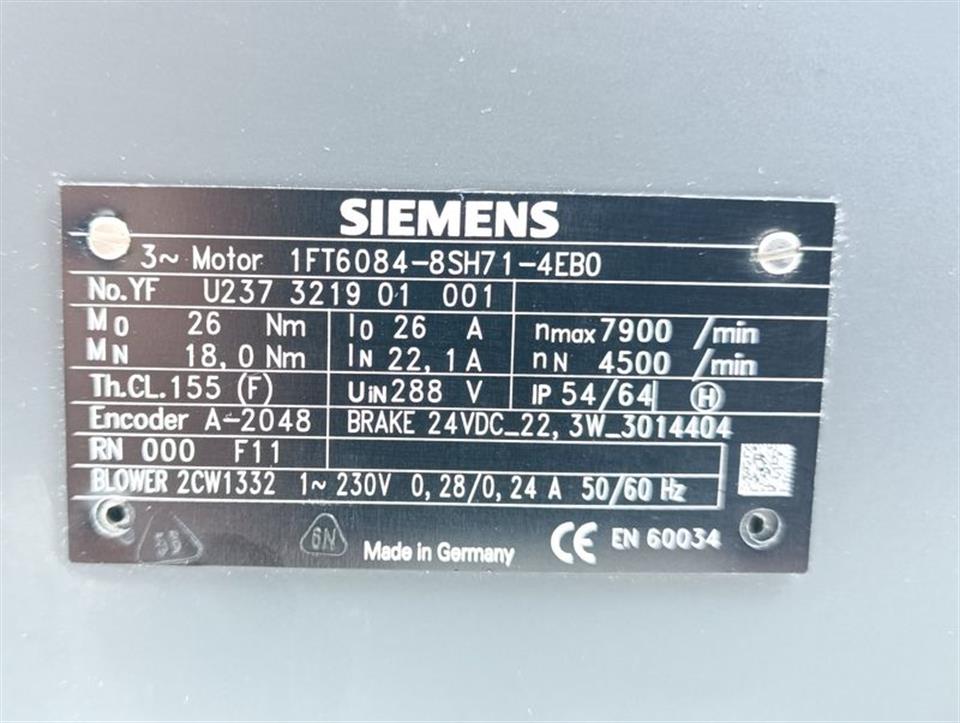 SIEMENS
3~ Motor 1FT6084-8SH71-4EB0
No.YF U237 3219 01 001
M0 26 Nm I0 26 A nmax 7900 /min
MN 18,0 Nm IN 22,1A nN 4500 /min
Th.CL.155 (F) UiN 288 V IP 54/64 H
Encoder A-2048 BRAKE 24VDC_22,3W_3014404
RN 000 F11
BLOWER 2CW1332 1~ 230V 0,28/0,24 A 50/60 Hz
6N Made in Germany CE EN 60034